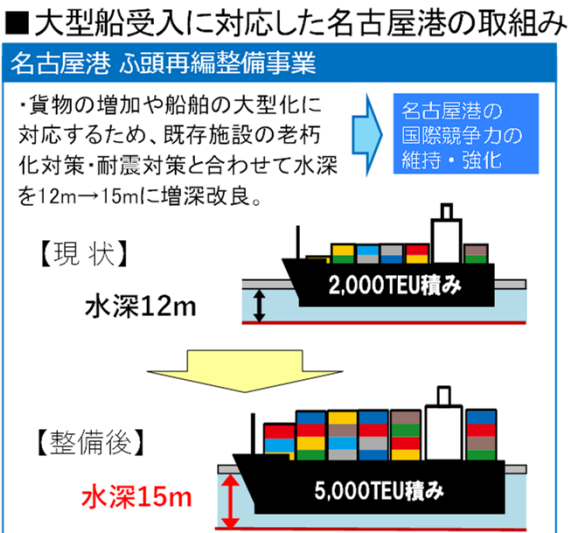 ■大型船受入に対応した名古屋港の取組み
名古屋港 ふ頭再編整備事業
・貨物の増加や船舶の大型化に
対応するため、既存施設の老朽
化対策・耐震対策と合わせて水深
を12m→15mに増深改良。
名古屋港の
国際競争力の
維持・強化
【現 状】
水深12m
2,000TEU積み
【整備後】
水深15m
5,000TEU積み